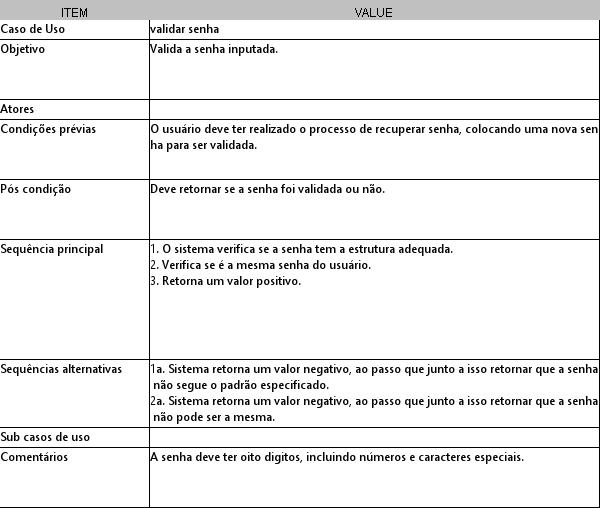 ITEM VALUE
Caso de Uso validar senha
Objetivo Valida a senha inputada.
Atores
Condições prévias O usuário deve ter realizado o processo de recuperar senha, colocando uma nova sen
ha para ser validada.
Pós condição Deve retornar se a senha foi validada ou não.
Sequência principal 1. O sistema verifica se a senha tem a estrutura adequada.
2. Verifica se é a mesma senha do usuário.
3. Retorna um valor positivo.
Sequências alternativas 1a. Sistema retorna um valor negativo, ao passo que junto a isso retornar que a senha
não segue o padrão especificado.
2a. Sistema retorna um valor negativo, ao passo que junto a isso retornar que a senha
não pode ser a mesma.
Sub casos de uso
Comentários A senha deve ter oito digitos, incluindo números e caracteres especiais.